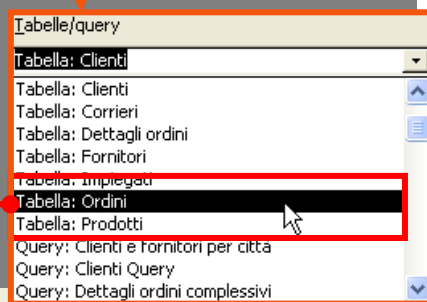 Tabelle/query
Tabella: Clienti
Tabella: Clienti
Tabella: Corrieri
Tabella: Dettagli ordini
Tabella: Fornitori
Tabella: Impiegati
Tabella: Ordini
Tabella: Prodotti
Query: Clienti e fornitori per città
Query: Clienti Query
Query: Dettagli ordini complessivi